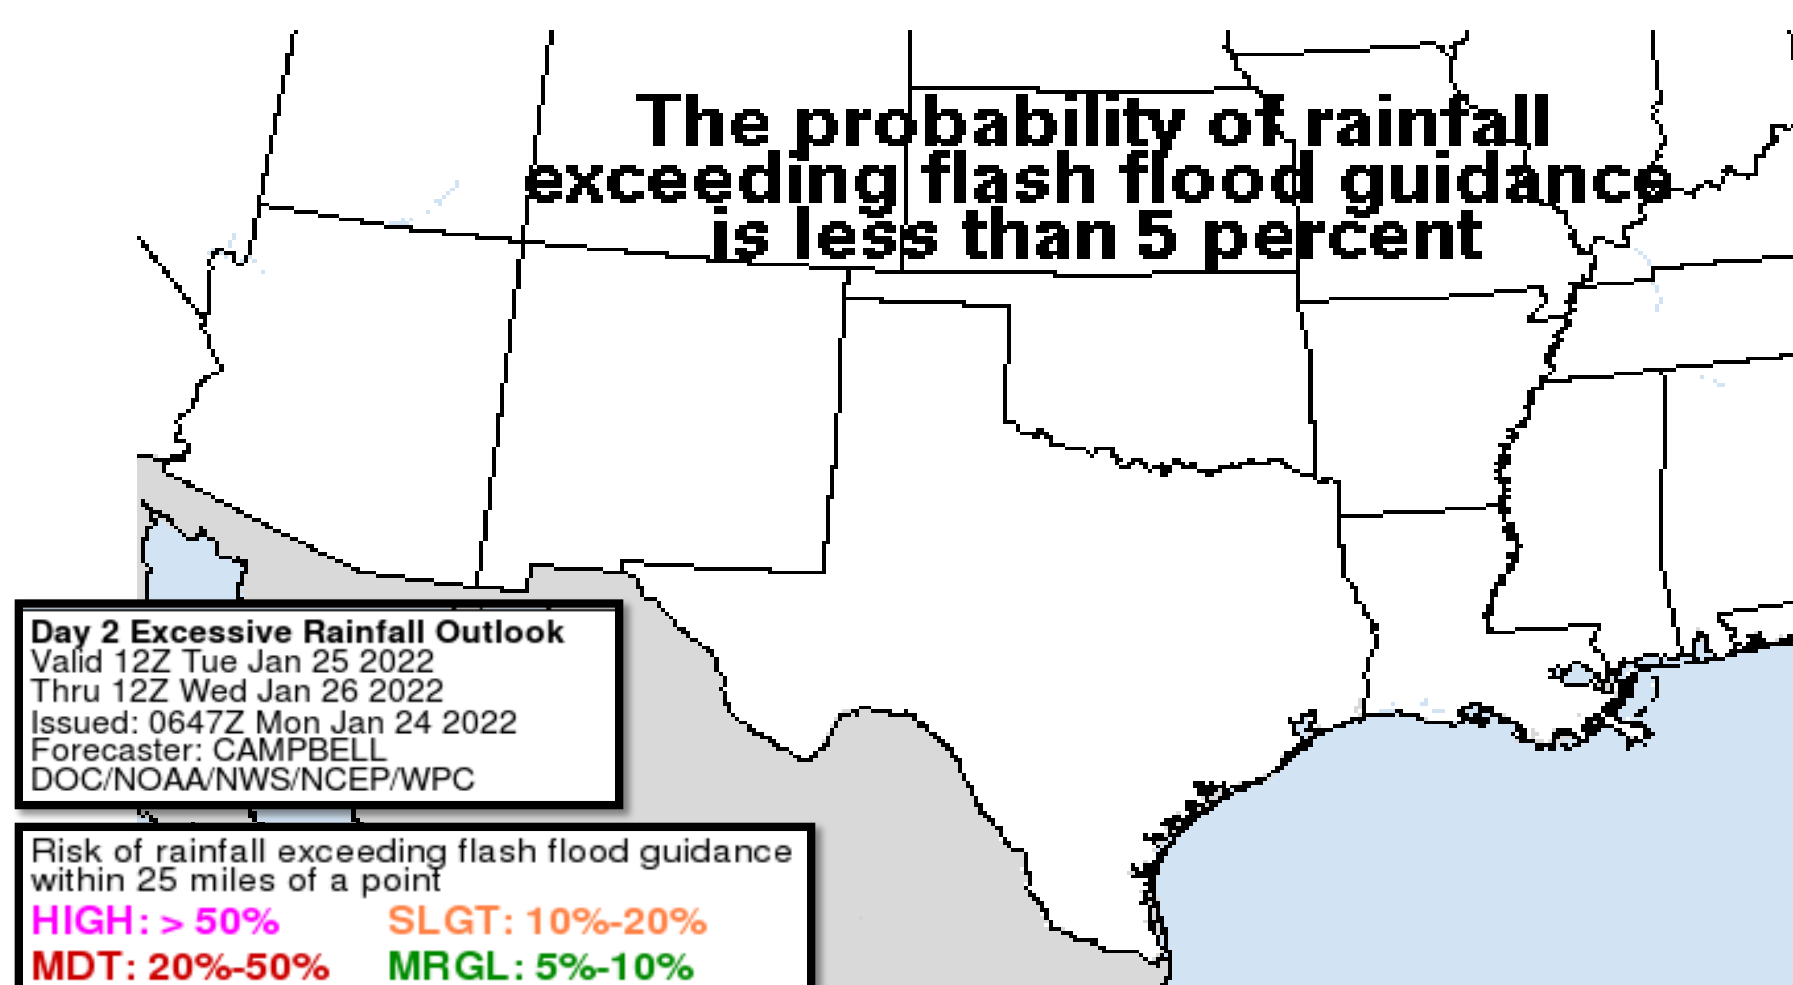 The probability of rainfall
exceeding flash flood guidance
is less than 5 percent
Day 2 Excessive Rainfall Outlook
Valid 12Z Tue Jan 25 2022
Thru 12Z Wed Jan 26 2022
Issued: 0647Z Mon Jan 24 2022
Forecaster: CAMPBELL
DOC/NOAA/NWS/NCEP/WPC
Risk of rainfall exceeding flash flood guidance
within 25 miles of a point
HIGH: > 50% SLGT: 10%-20%
MDT: 20%-50% MRGL: 5%-10%